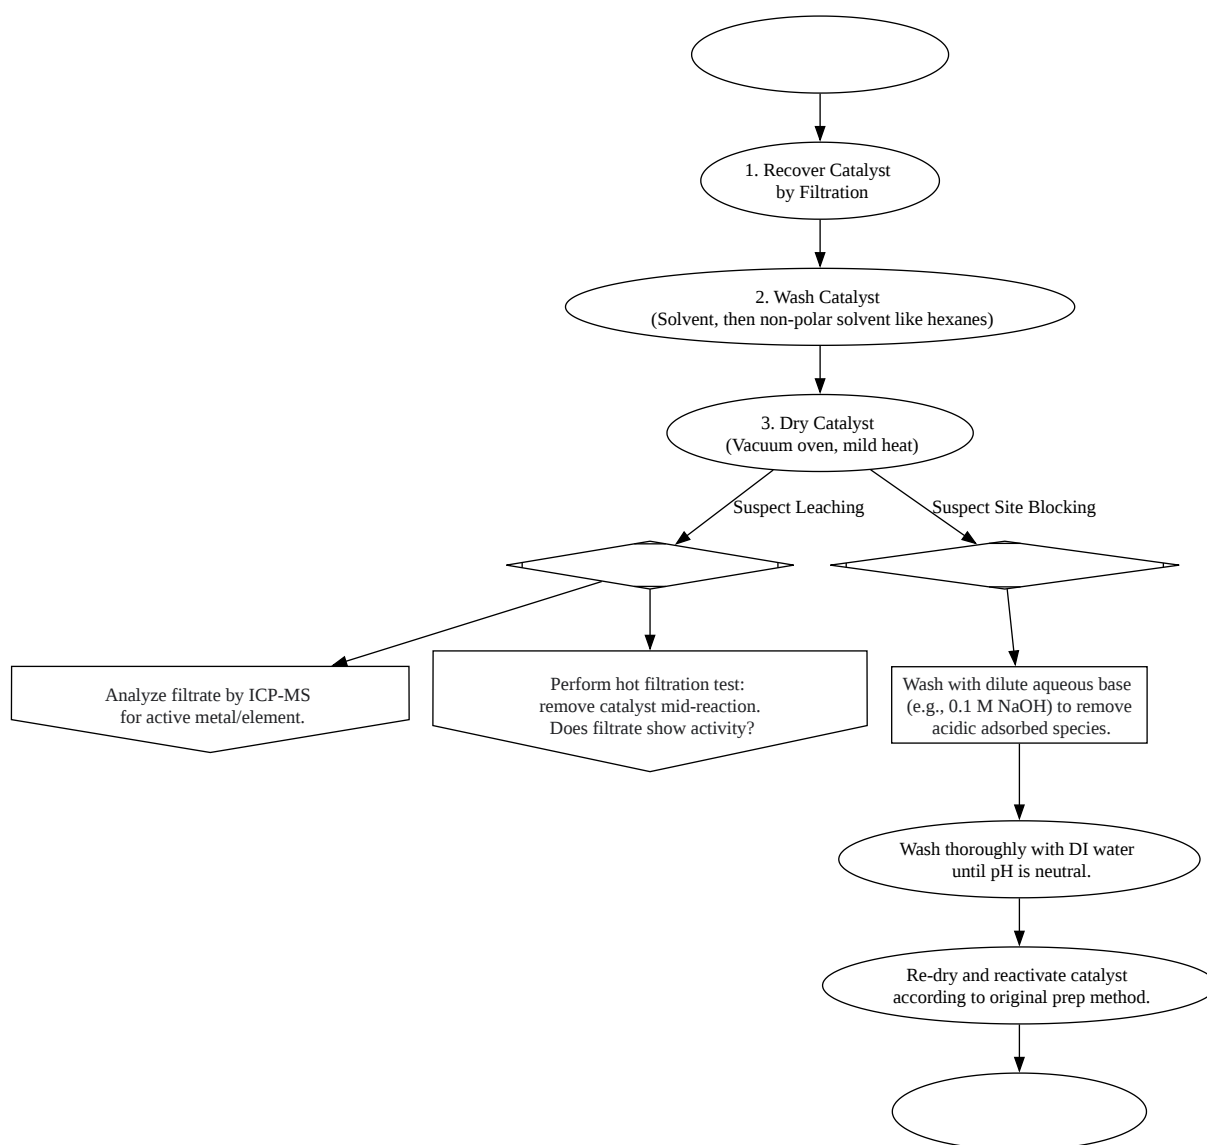 1. Recover Catalyst
by Filtration
2. Wash Catalyst
(Solvent, then non-polar solvent like hexanes)
3. Dry Catalyst
(Vacuum oven, mild heat)
Suspect Leaching
Suspect Site Blocking
Analyze filtrate by ICP-MS
for active metal/element.
Perform hot filtration test:
remove catalyst mid-reaction.
Does filtrate show activity?
Wash with dilute aqueous base
(e.g., 0.1 M NaOH) to remove
acidic adsorbed species.
Wash thoroughly with DI water
until pH is neutral.
Re-dry and reactivate catalyst
according to original prep method.